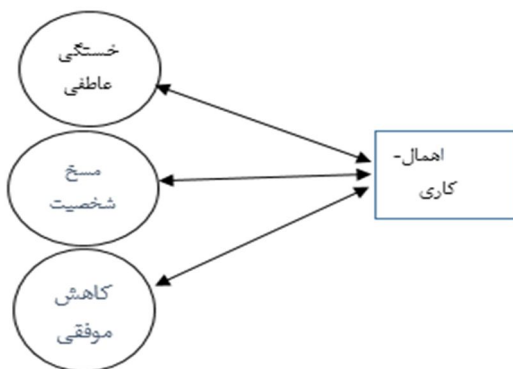 خستگی
عاطفی
مسخ
شخصیت
کاهش
موفقی
اهمال-
کاری